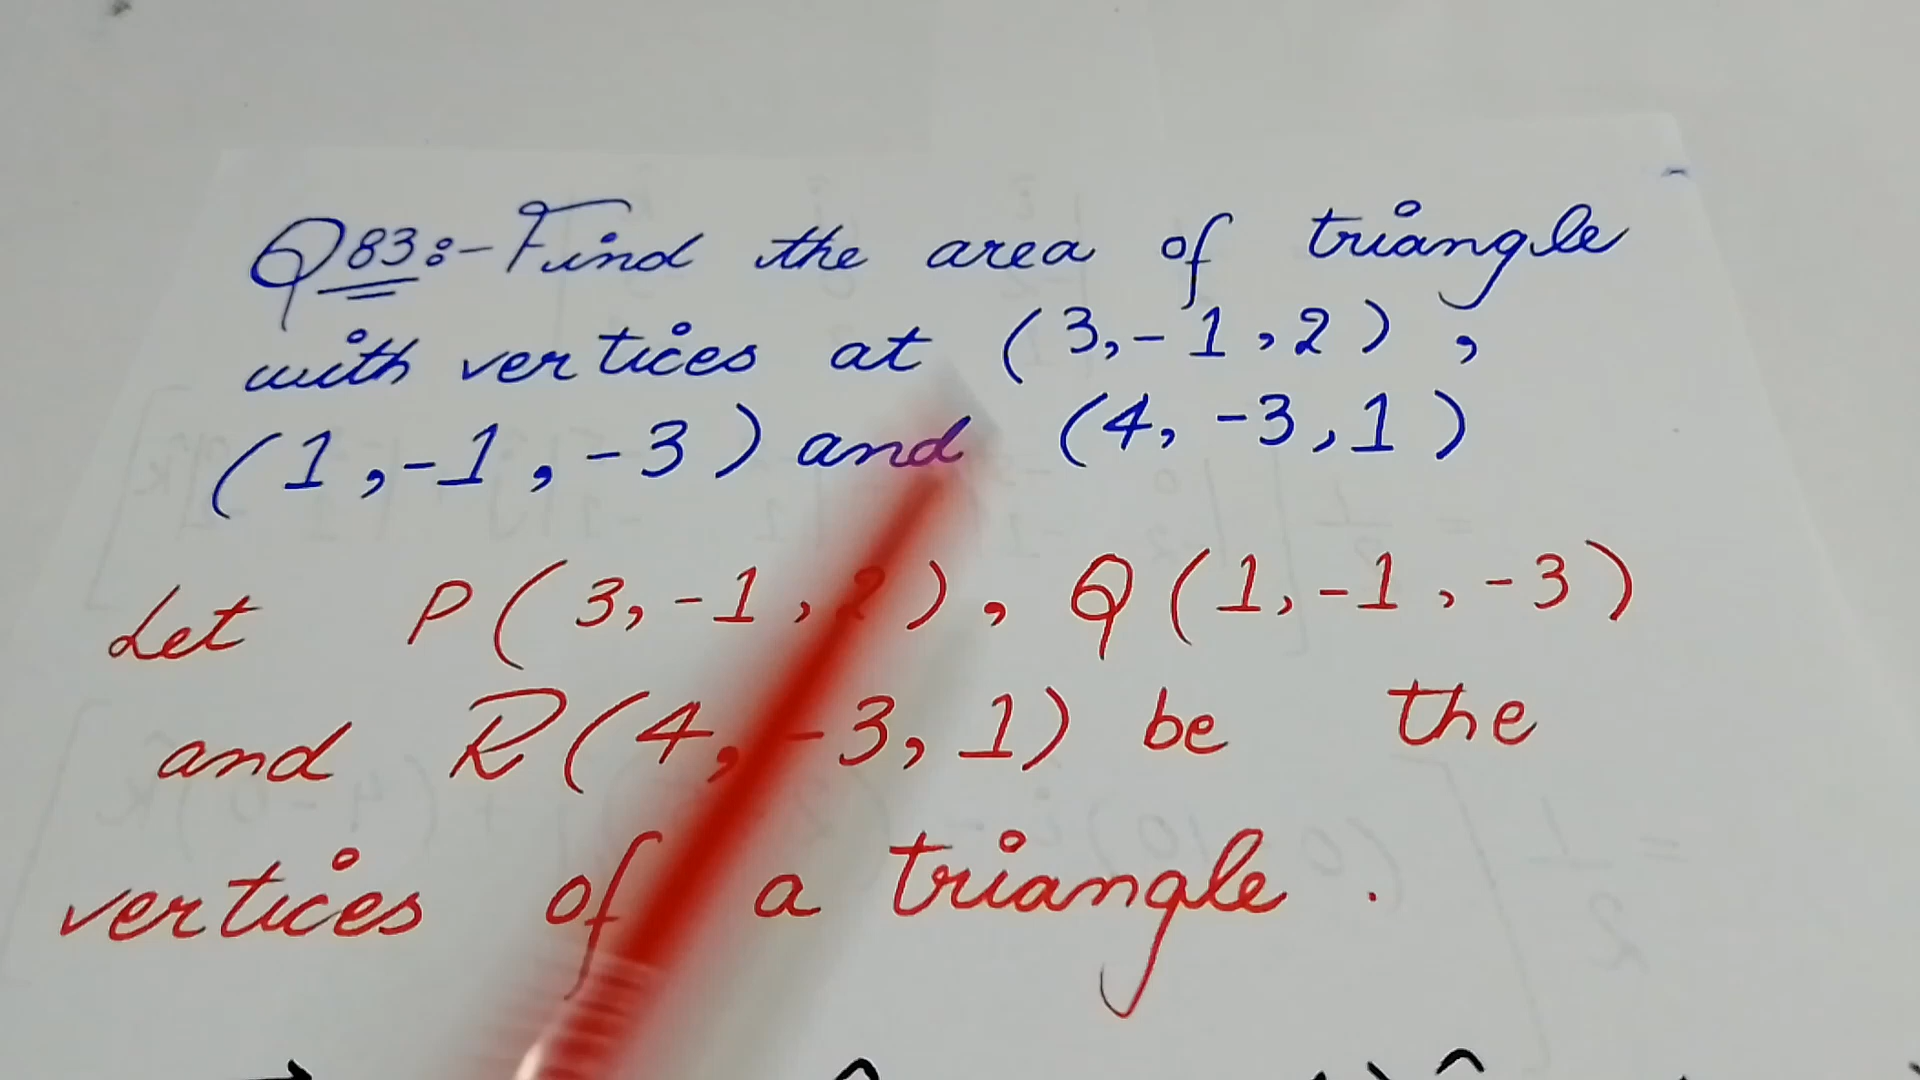 Q83:- Find the area of triangle
with vertices at (3,-1,2),
(1,-1,-3) and (4,-3,1)
Let P(3,-1,2), Q(1,-1,-3)
and R(4,-3,1) be the
vertices of a triangle.